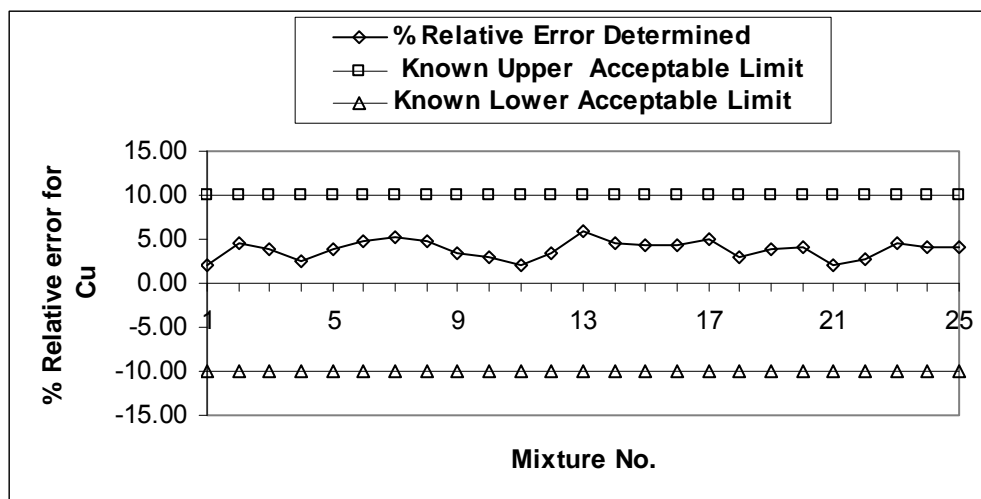 % Relative Error Determined
Known Upper Acceptable Limit
Known Lower Acceptable Limit
% Relative error for
Cu
15.00
10.00
5.00
0.00
-5.00
-10.00
-15.00
1 5 9 13 17 21 25
Mixture No.